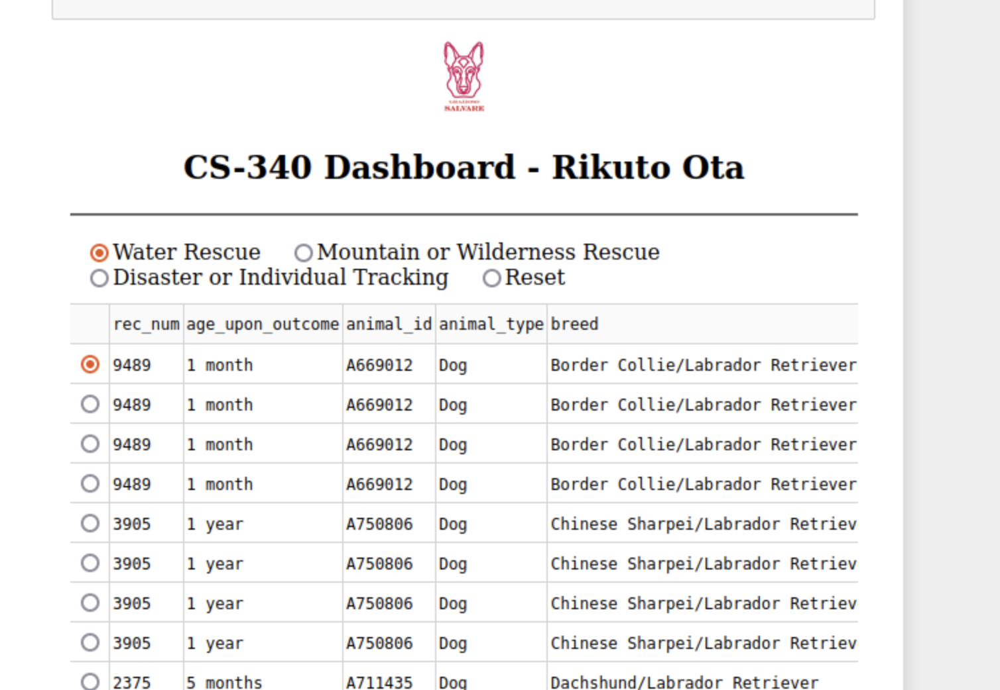 GRAZIOSO
SALVARE
CS-340 Dashboard - Rikuto Ota
Water Rescue Mountain or Wilderness Rescue
Disaster or Individual Tracking Reset
rec_num age_upon_outcome animal_id animal_type breed
9489 1 month A669012 Dog Border Collie/Labrador Retriever
9489 1 month A669012 Dog Border Collie/Labrador Retriever
9489 1 month A669012 Dog Border Collie/Labrador Retriever
9489 1 month A669012 Dog Border Collie/Labrador Retriever
3905 1 year A750806 Dog Chinese Sharpei/Labrador Retriev
3905 1 year A750806 Dog Chinese Sharpei/Labrador Retriev
3905 1 year A750806 Dog Chinese Sharpei/Labrador Retriev
3905 1 year A750806 Dog Chinese Sharpei/Labrador Retriev
2375 5 months A711435 Dog Dachshund/Labrador Retriever